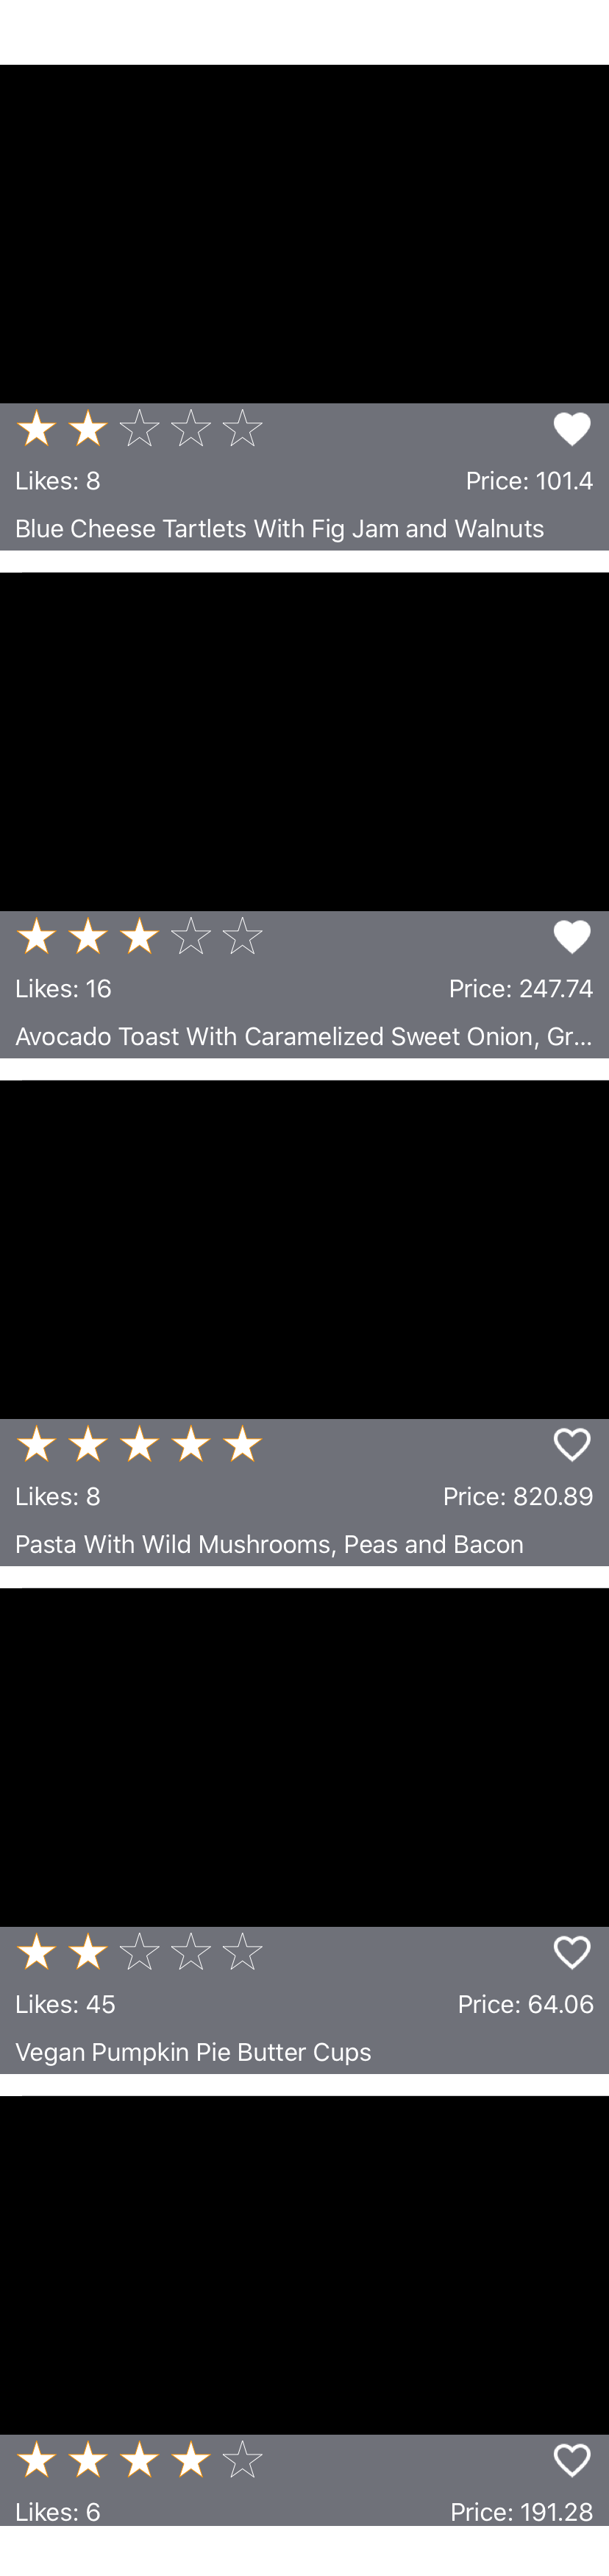 Likes: 8 Price: 101.4
Blue Cheese Tartlets With Fig Jam and Walnuts
Likes: 16 Price: 247.74
Avocado Toast With Caramelized Sweet Onion, Gr...
Likes: 8 Price: 820.89
Pasta With Wild Mushrooms, Peas and Bacon
Likes: 45 Price: 64.06
Vegan Pumpkin Pie Butter Cups
Likes: 6 Price: 191.28